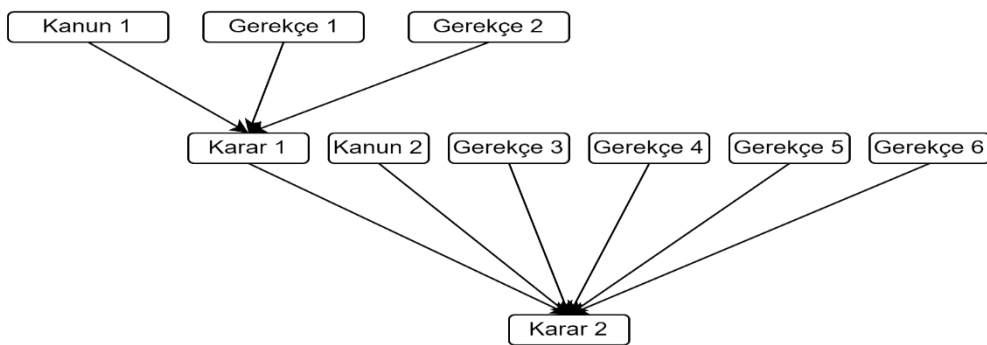 Kanun 1
Gerekçe 1
Gerekçe 2
Karar 1
Kanun 2
Gerekçe 3
Gerekçe 4
Gerekçe 5
Gerekçe 6
Karar 2